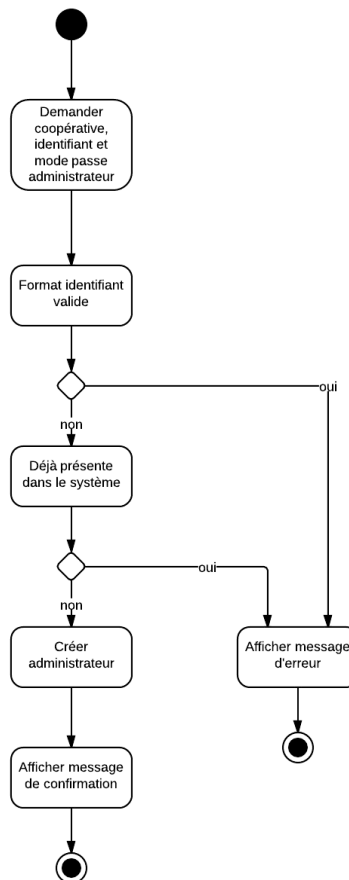 Demander
coopérative,
identifiant et
mode passe
administrateur
Format identifiant
valide
oui
non
Déjà présente
dans le système
oui
non
Créer
administrateur
Afficher message
d'erreur
Afficher message
de confirmation